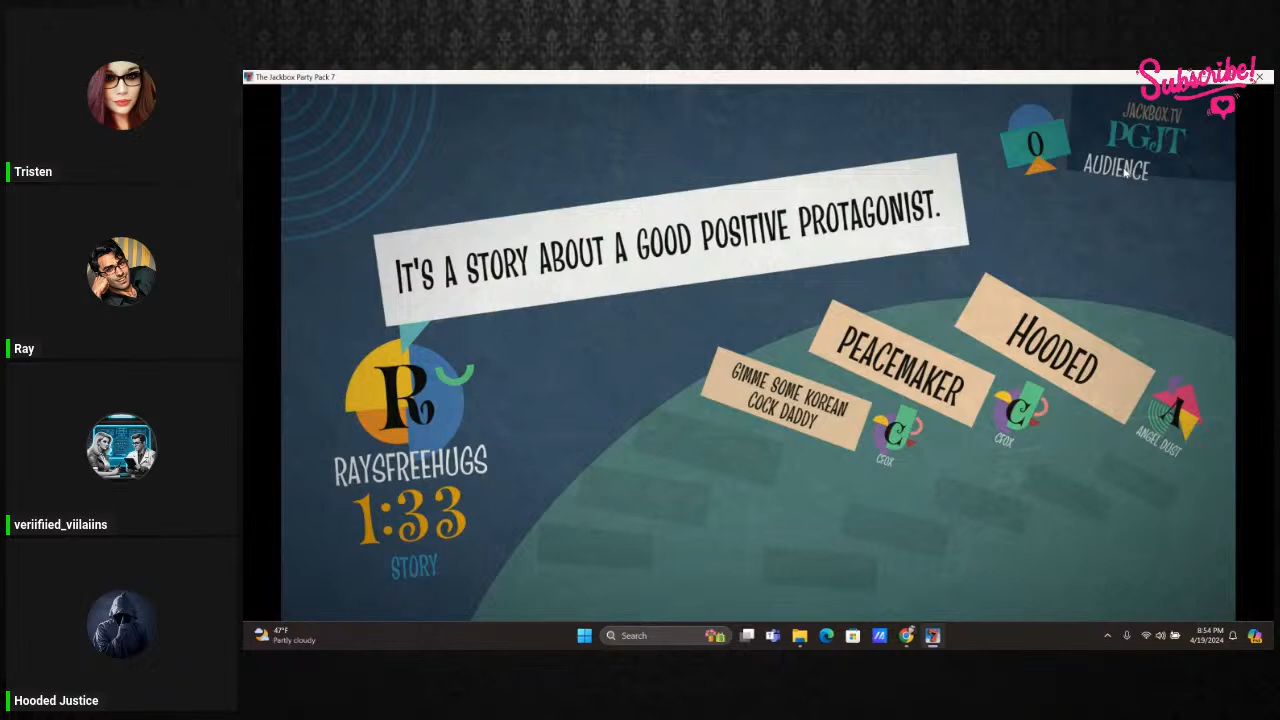 The Jackbox Party Pack 7
Subscribe!
JACKBOX.TV
PGJT
0
AUDIENCE
IT'S A STORY ABOUT A GOOD POSITIVE PROTAGONIST.
HOODED
A
ANGEL DUST
PEACEMAKER
C
CFOX
GIMME SOME KOREAN
COCK DADDY
C
CFOX
R
RAYSFREEHUGS
1:33
STORY
Tristen
Ray
veriifiied_viilaiins
Hooded Justice
47°F
Partly cloudy
Search
8:54 PM
4/19/2024